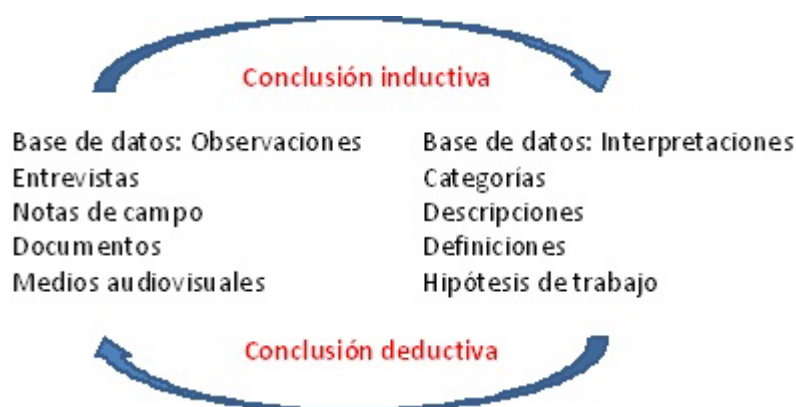 Conclusión inductiva
Base de datos: Observaciones
Entrevistas
Notas de campo
Documentos
Medios audiovisuales
Base de datos: Interpretaciones
Categorías
Descripciones
Definiciones
Hipótesis de trabajo
Conclusión deductiva